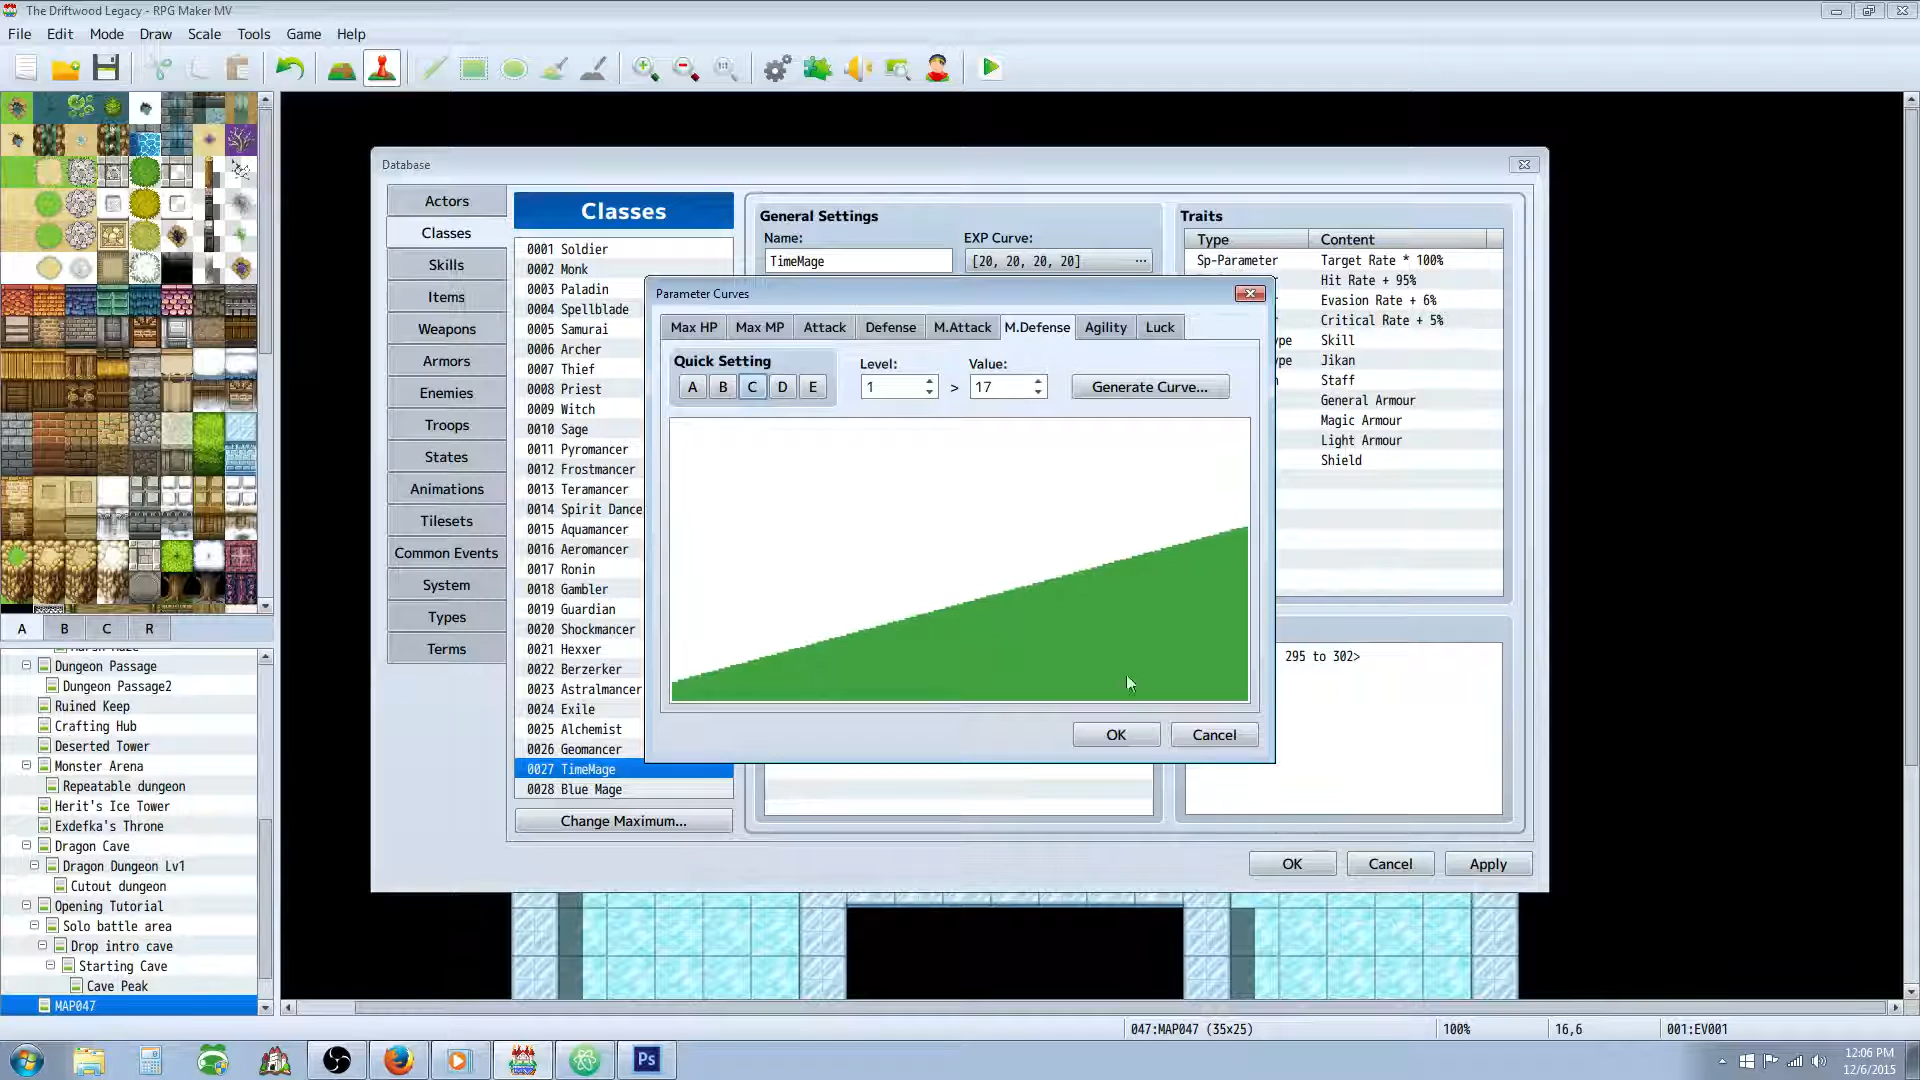 The Driftwood Legacy - RPG Maker MV
File Edit Mode Draw Scale Tools Game Help
1:1
Database
Actors
Classes
Skills
Items
Weapons
Armors
Enemies
Troops
States
Animations
Tilesets
Common Events
System
Types
Terms
Classes
0001 Soldier
0002 Monk
0003 Paladin
0004 Spellblade
0005 Samurai
0006 Archer
0007 Thief
0008 Priest
0009 Witch
0010 Sage
0011 Pyromancer
0012 Frostmancer
0013 Teramancer
0014 Spirit Dance
0015 Aquamancer
0016 Aeromancer
0017 Ronin
0018 Gambler
0019 Guardian
0020 Shockmancer
0021 Hexxer
0022 Berzerker
0023 Astralmancer
0024 Exile
0025 Alchemist
0026 Geomancer
0027 TimeMage
0028 Blue Mage
Change Maximum...
General Settings
Name: EXP Curve:
TimeMage [20, 20, 20, 20] ...
Parameter Curves
Max HP Max MP Attack Defense M.Attack M.Defense Agility Luck
Quick Setting Level: Value:
A B C D E 1 > 17 Generate Curve...
OK Cancel
Traits
Type Content
Sp-Parameter Target Rate * 100%
Hit Rate + 95%
Evasion Rate + 6%
Critical Rate + 5%
Skill
Jikan
Staff
General Armour
Magic Armour
Light Armour
Shield
295 to 302>
OK Cancel Apply
A B C R
Dungeon Passage
Dungeon Passage2
Ruined Keep
Crafting Hub
Deserted Tower
Monster Arena
Repeatable dungeon
Herit's Ice Tower
Exdefka's Throne
Dragon Cave
Dragon Dungeon Lv1
Cutout dungeon
Opening Tutorial
Solo battle area
Drop intro cave
Starting Cave
Cave Peak
MAP047
047:MAP047 (35x25) 100% 16,6 001:EV001
Ps
12:06 PM
12/6/2015